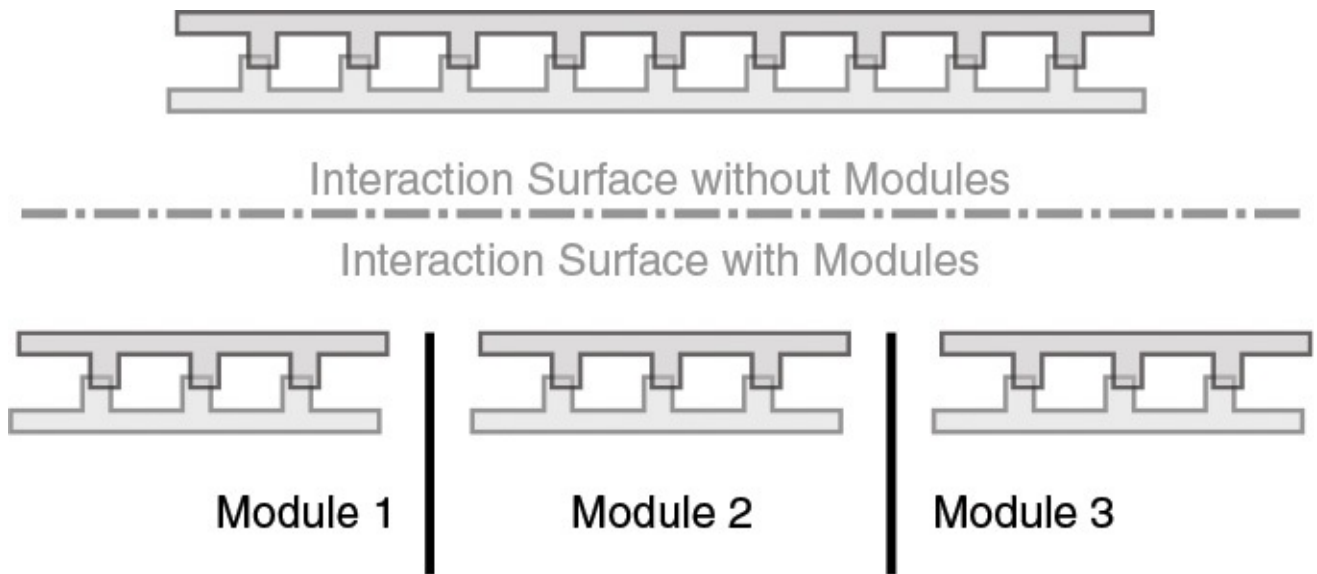 Interaction Surface without Modules
Interaction Surface with Modules
Module 1
Module 2
Module 3